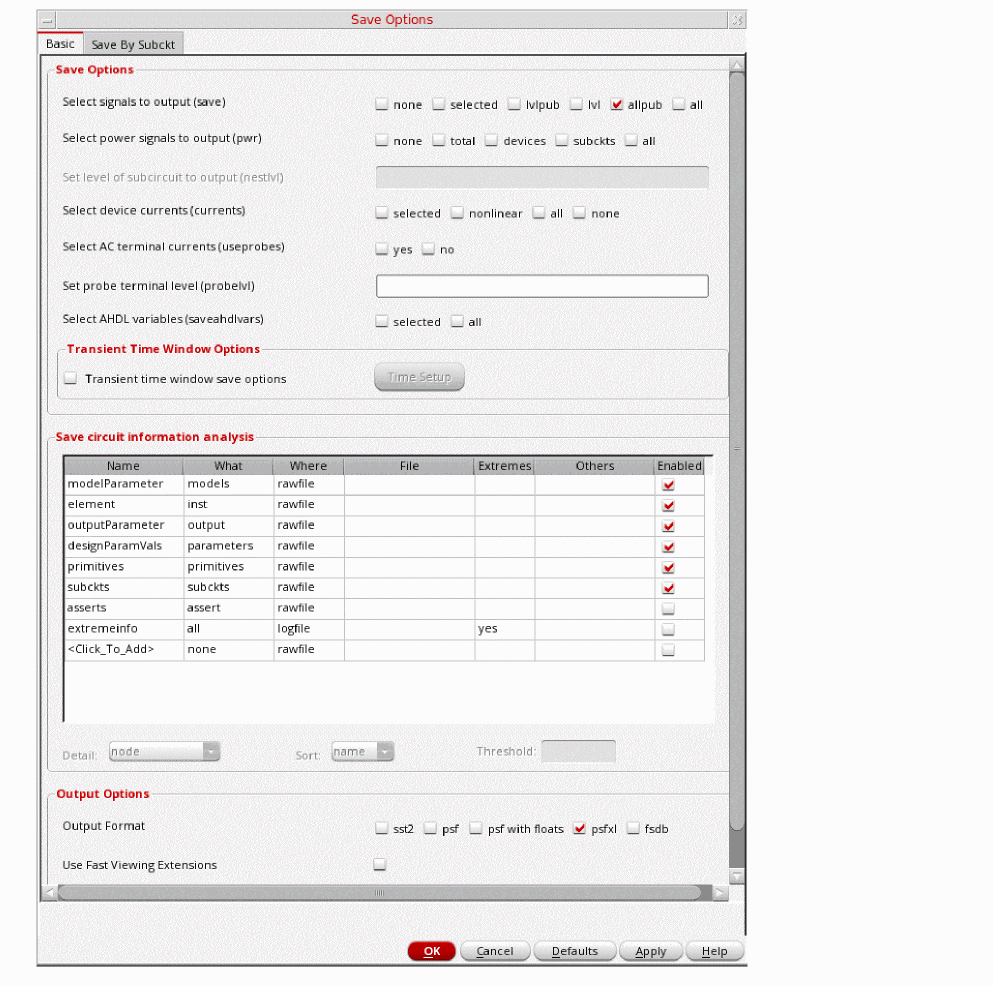 Save Options
Basic Save By Subckt
Save Options
Select signals to output (save) none selected lvlpub lvl allpub all
Select power signals to output (pwr) none total devices subckts all
Set level of subcircuit to output (nestlvl)
Select device currents (currents) selected nonlinear all none
Select AC terminal currents (useprobes) yes no
Set probe terminal level (probelvl)
Select AHDL variables (saveahdlvars) selected all
Transient Time Window Options
Transient time window save options Time Setup
Save circuit information analysis
Name What Where File Extremes Others Enabled
modelParameter models rawfile
element inst rawfile
outputParameter output rawfile
designParamVals parameters rawfile
primitives primitives rawfile
subckts subckts rawfile
asserts assert rawfile
extremeinfo all logfile yes
<Click_To_Add> none rawfile
Detail: node Sort: name Threshold:
Output Options
Output Format sst2 psf psf with floats psfxl fsdb
Use Fast Viewing Extensions
OK Cancel Defaults Apply Help